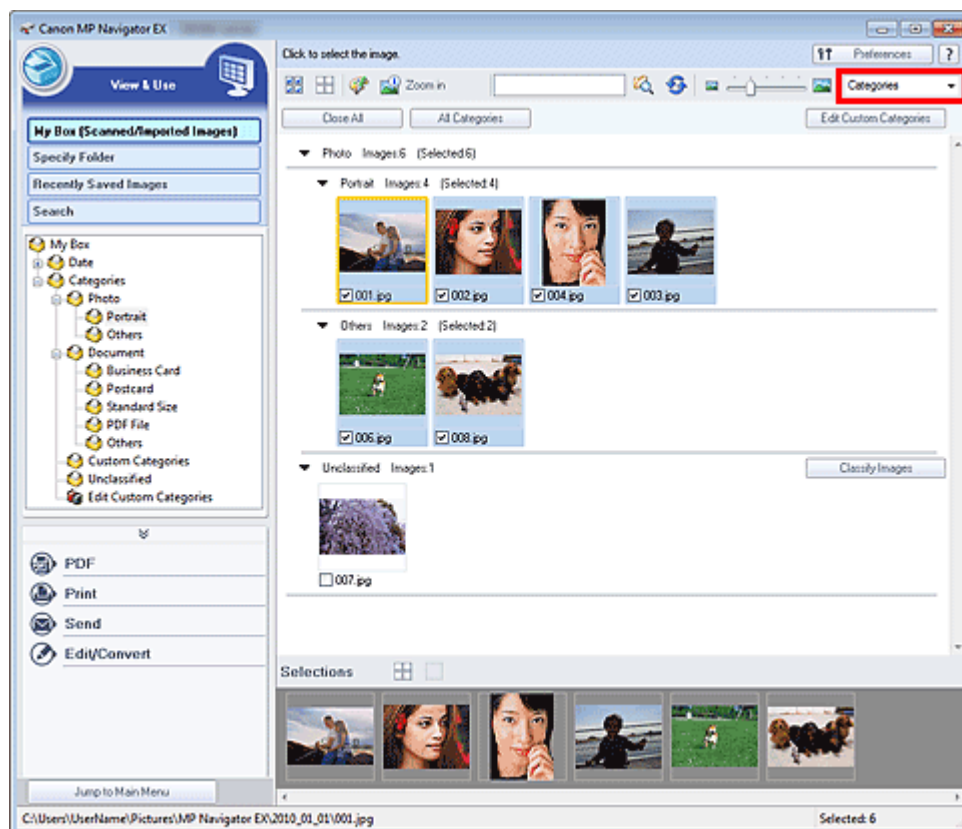 Canon MP Navigator EX
View & Use
My Box (Scanned/Imported Images)
Specify Folder
Recently Saved Images
Search
My Box
Date
Categories
Photo
Portrait
Others
Document
Business Card
Postcard
Standard Size
PDF File
Others
Custom Categories
Unclassified
Edit Custom Categories
PDF
Print
Send
Edit/Convert
Jump to Main Menu
Click to select the image.
Preferences ?
Zoom in
Categories
Close All All Categories Edit Custom Categories
Photo Images:6 (Selected:6)
Portrait Images:4 (Selected:4)
001.jpg 002.jpg 004.jpg 003.jpg
Others Images:2 (Selected:2)
006.jpg 008.jpg
Unclassified Images:1 Classify Images
007.jpg
Selections
C:\Users\UserName\Pictures\MP Navigator EX\2010_01_01\001.jpg Selected: 6